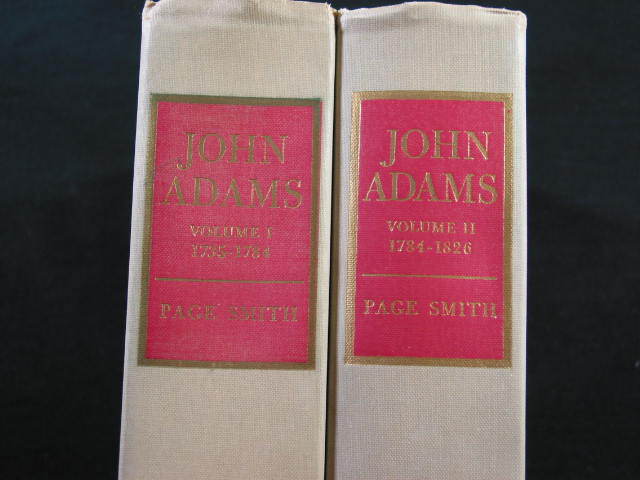 JOHN
ADAMS
VOLUME I
1735-1784
PAGE SMITH
JOHN
ADAMS
VOLUME II
1784-1826
PAGE SMITH